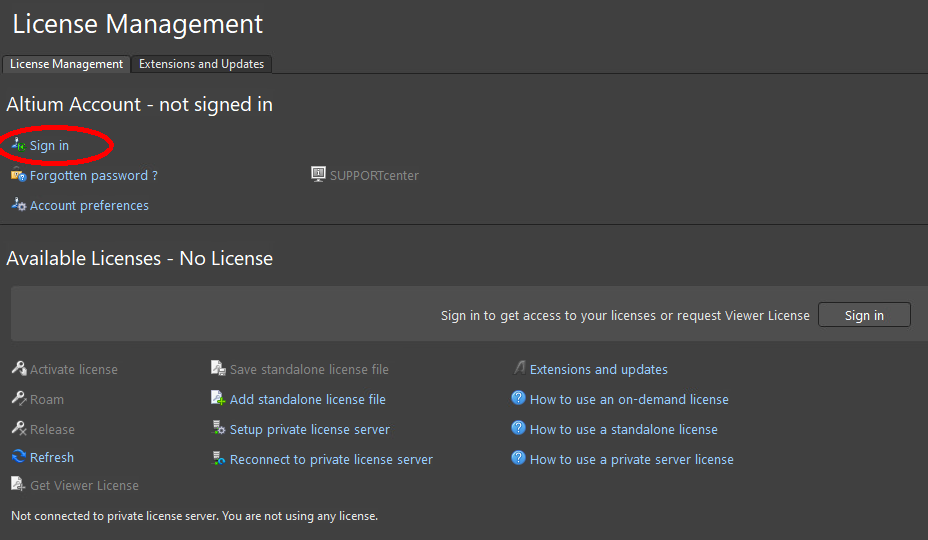 License Management
License Management Extensions and Updates
Altium Account - not signed in
Sign in
Forgotten password ? SUPPORTcenter
Account preferences
Available Licenses - No License
Sign in to get access to your licenses or request Viewer License Sign in
Activate license Save standalone license file Extensions and updates
Roam Add standalone license file How to use an on-demand license
Release Setup private license server How to use a standalone license
Refresh Reconnect to private license server How to use a private server license
Get Viewer License
Not connected to private license server. You are not using any license.